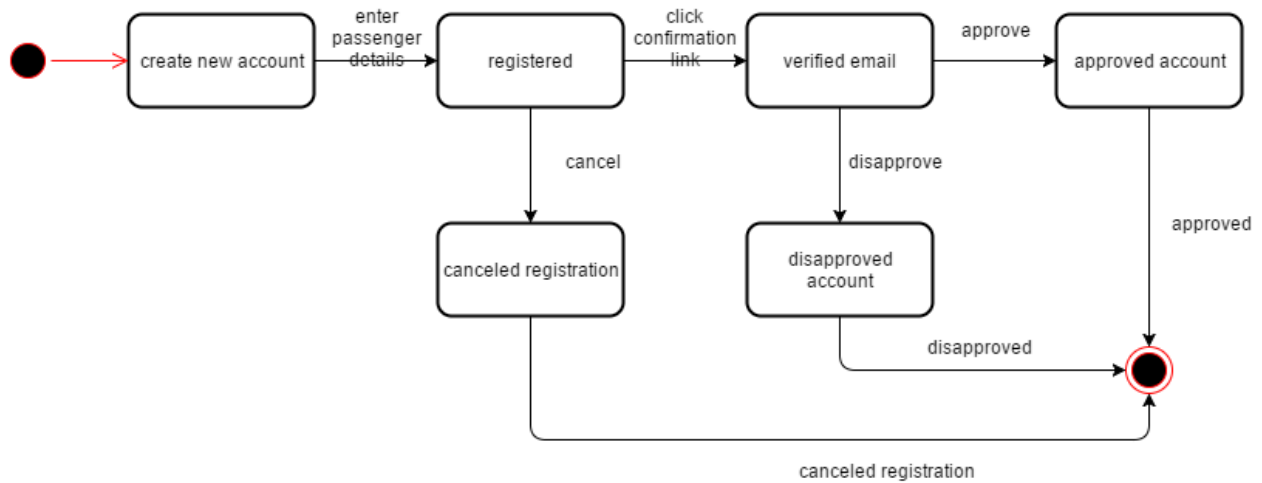 enter
passenger
details
click
confirmation
link
approve
create new account
registered
verified email
approved account
cancel
disapprove
approved
canceled registration
disapproved
account
disapproved
canceled registration